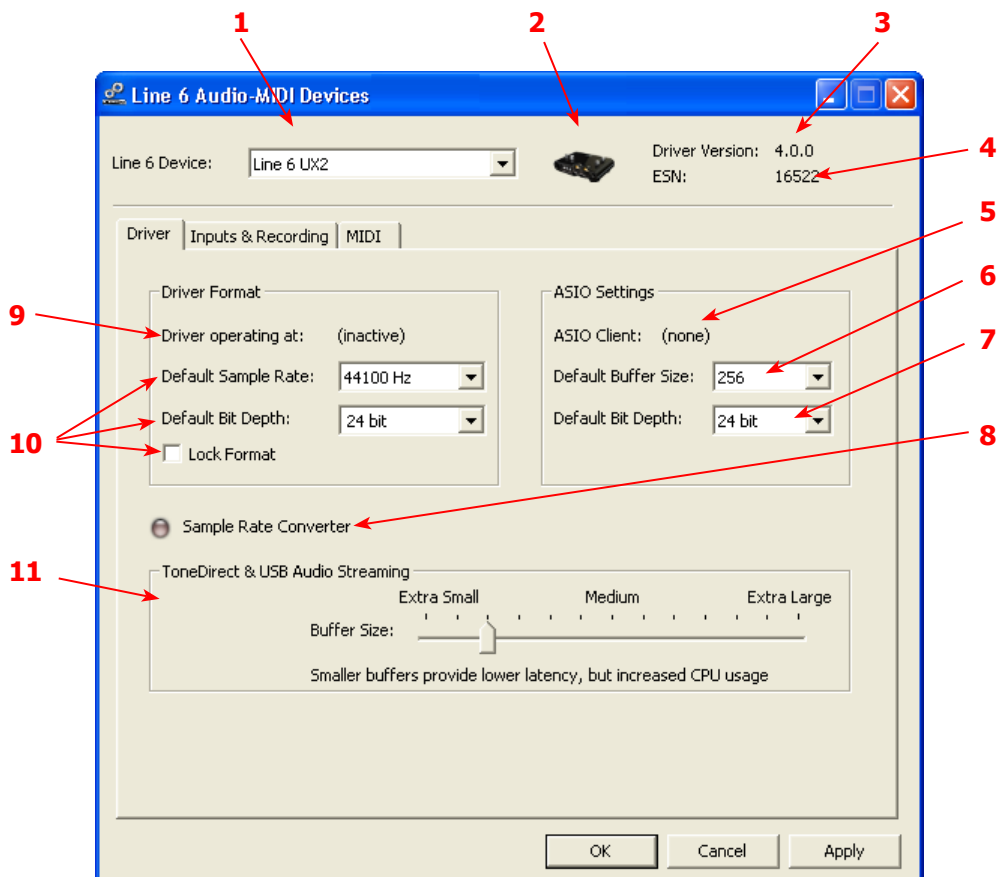 1 2 3
Line 6 Audio-MIDI Devices
Line 6 Device: Line 6 UX2 Driver Version: 4.0.0
ESN: 16522
4
5
Driver Inputs & Recording MIDI
Driver Format ASIO Settings
6
9 Driver operating at: (inactive) ASIO Client: (none)
7
Default Sample Rate: 44100 Hz Default Buffer Size: 256
Default Bit Depth: 24 bit Default Bit Depth: 24 bit
10 8
Lock Format
Sample Rate Converter
11
ToneDirect & USB Audio Streaming
Extra Small Medium Extra Large
Buffer Size:
Smaller buffers provide lower latency, but increased CPU usage
OK Cancel Apply